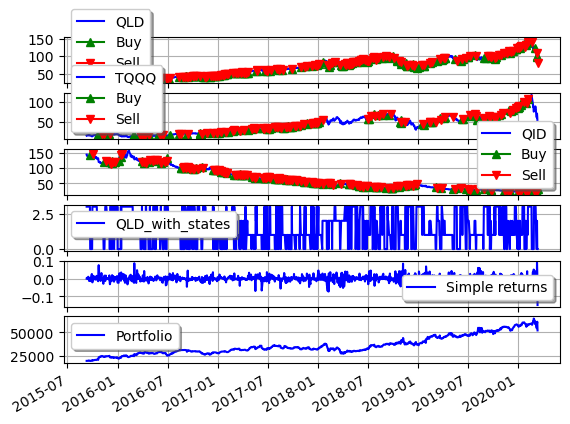 QLD
Buy
Sell
150
100
50
TQQQ
Buy
Sell
100
50
QID
Buy
Sell
150
100
50
QLD_with_states
2.5
0.0
Simple returns
0.1
0.0
−0.1
Portfolio
50000
25000
2015-07
2016-01
2016-07
2017-01
2017-07
2018-01
2018-07
2019-01
2019-07
2020-01